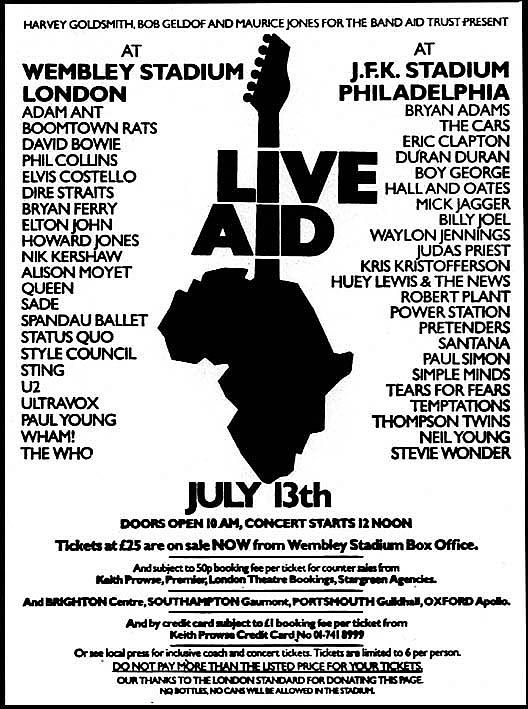 HARVEY GOLDSMITH, BOB GELDOF AND MAURICE JONES FOR THE BAND AID TRUST PRESENT
AT
WEMBLEY STADIUM
LONDON
ADAM ANT
BOOMTOWN RATS
DAVID BOWIE
PHIL COLLINS
ELVIS COSTELLO
DIRE STRAITS
BRYAN FERRY
ELTON JOHN
HOWARD JONES
NIK KERSHAW
ALISON MOYET
QUEEN
SADE
SPANDAU BALLET
STATUS QUO
STYLE COUNCIL
STING
U2
ULTRAVOX
PAUL YOUNG
WHAM!
THE WHO
LIVE
AID
AT
J.F.K. STADIUM
PHILADELPHIA
BRYAN ADAMS
THE CARS
ERIC CLAPTON
DURAN DURAN
BOY GEORGE
HALL AND OATES
MICK JAGGER
BILLY JOEL
WAYLON JENNINGS
JUDAS PRIEST
KRIS KRISTOFFERSON
HUEY LEWIS & THE NEWS
ROBERT PLANT
POWER STATION
PRETENDERS
SANTANA
PAUL SIMON
SIMPLE MINDS
TEARS FOR FEARS
TEMPTATIONS
THOMPSON TWINS
NEIL YOUNG
STEVIE WONDER
JULY 13th
DOORS OPEN 10 AM, CONCERT STARTS 12 NOON
Tickets at £25 are on sale NOW from Wembley Stadium Box Office.
And subject to 50p booking fee per ticket for counter sales from
Keith Prowse, Premier, London Theatre Bookings, Stargreen Agencies.
And BRIGHTON Centre, SOUTHAMPTON Gaumont, PORTSMOUTH Guildhall, OXFORD Apollo.
And by credit card subject to £1 booking fee per ticket from
Keith Prowse Credit Card No 01-741 8999
Or see local press for inclusive coach and concert tickets. Tickets are limited to 6 per person.
DO NOT PAY MORE THAN THE LISTED PRICE FOR YOUR TICKETS.
OUR THANKS TO THE LONDON STANDARD FOR DONATING THIS PAGE.
NO BOTTLES, NO CANS WILL BE ALLOWED IN THE STADIUM.